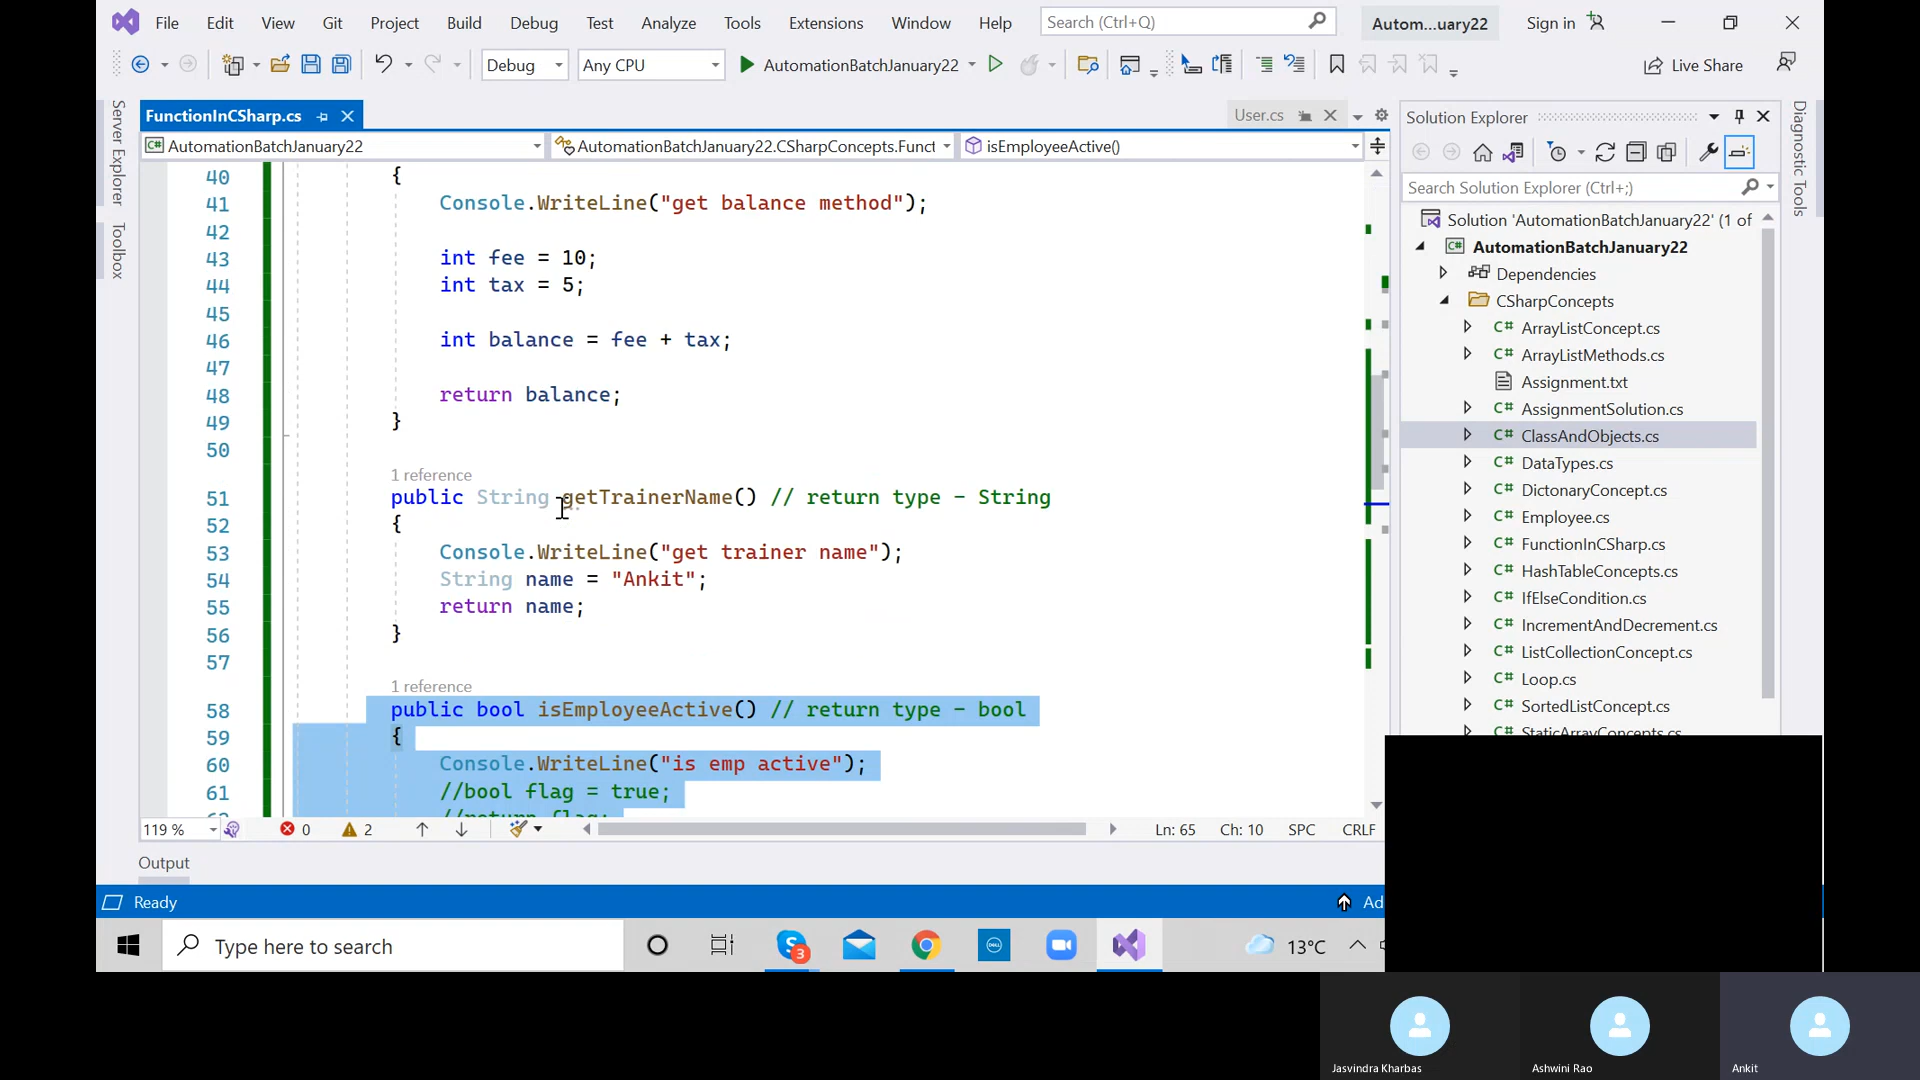 File Edit View Git Project Build Debug Test Analyze Tools Extensions Window Help Search (Ctrl+Q) Autom...uary22 Sign in
Debug Any CPU AutomationBatchJanuary22 Live Share
Server Explorer
Toolbox
FunctionInCSharp.cs User.cs
AutomationBatchJanuary22 AutomationBatchJanuary22.CSharpConcepts.Funct isEmployeeActive()
40 {
41 Console.WriteLine("get balance method");
42
43 int fee = 10;
44 int tax = 5;
45
46 int balance = fee + tax;
47
48 return balance;
49 }
50
1 reference
51 public String getTrainerName() // return type - String
52 {
53 Console.WriteLine("get trainer name");
54 String name = "Ankit";
55 return name;
56 }
57
1 reference
58 public bool isEmployeeActive() // return type - bool
59 {
60 Console.WriteLine("is emp active");
61 //bool flag = true;
//return flag;
119 % 0 2 Ln: 65 Ch: 10 SPC CRLF
Output
Ready Ad
Solution Explorer
Search Solution Explorer (Ctrl+;)
Solution 'AutomationBatchJanuary22' (1 of
AutomationBatchJanuary22
Dependencies
CSharpConcepts
C# ArrayListConcept.cs
C# ArrayListMethods.cs
Assignment.txt
C# AssignmentSolution.cs
C# ClassAndObjects.cs
C# DataTypes.cs
C# DictonaryConcept.cs
C# Employee.cs
C# FunctionInCSharp.cs
C# HashTableConcepts.cs
C# IfElseCondition.cs
C# IncrementAndDecrement.cs
C# ListCollectionConcept.cs
C# Loop.cs
C# SortedListConcept.cs
C# StaticArrayConcepts.cs
Diagnostic Tools
Type here to search 3 DELL 13°C
Jasvindra Kharbas Ashwini Rao Ankit